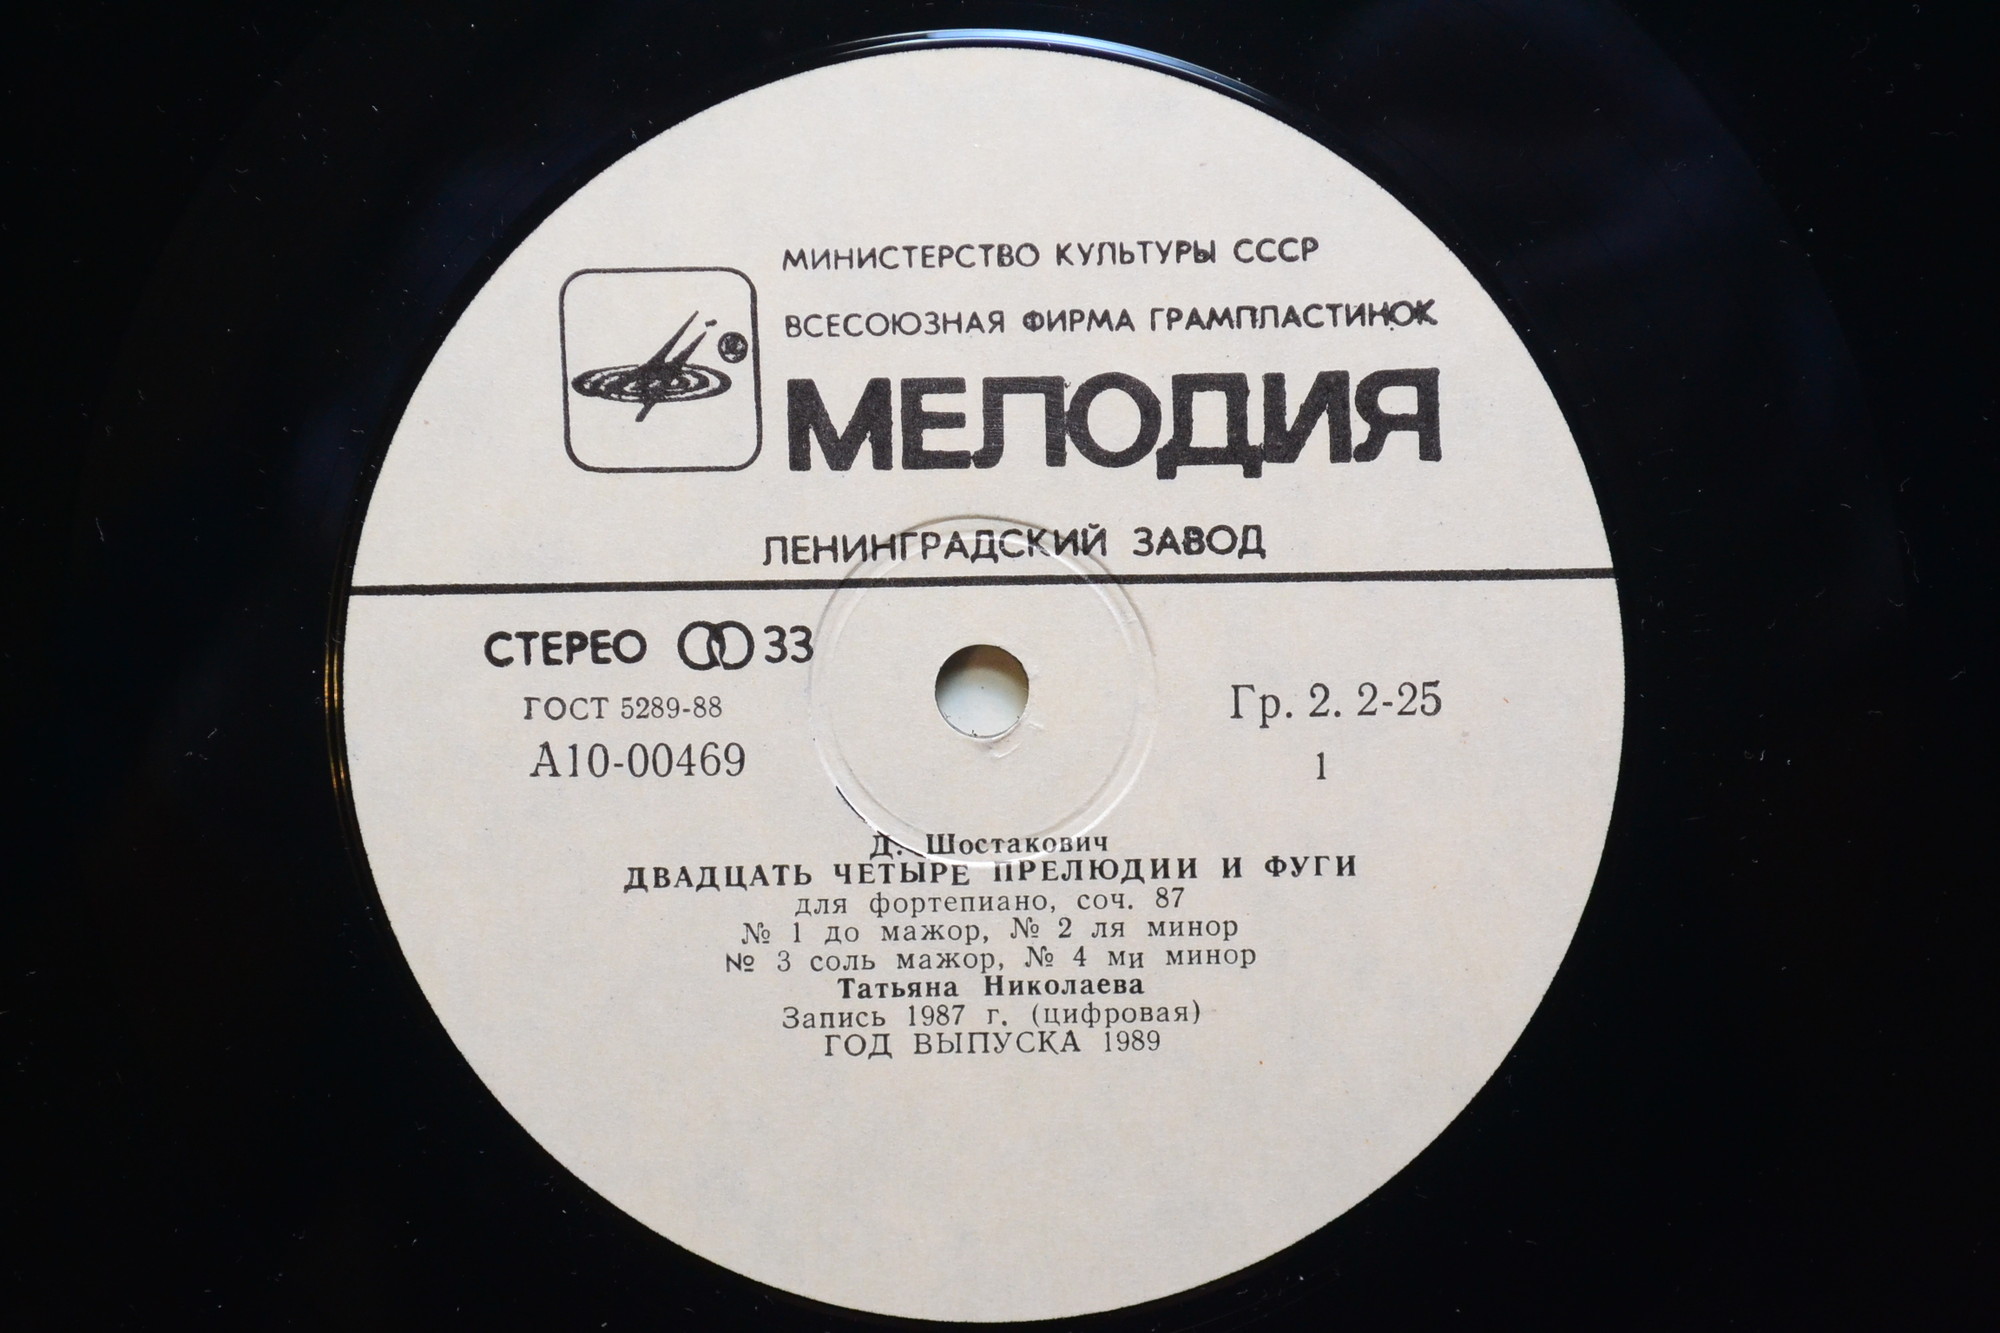 МИНИСТЕРСТВО КУЛЬТУРЫ СССР
ВСЕСОЮЗНАЯ ФИРМА ГРАМПЛАСТИНОК
МЕЛОДИЯ
ЛЕНИНГРАДСКИЙ ЗАВОД
СТЕРЕО 33
ГОСТ 5289-88
А10-00469
Гр. 2. 2-25
1
Д. Шостакович
ДВАДЦАТЬ ЧЕТЫРЕ ПРЕЛЮДИИ И ФУГИ
для фортепиано, соч. 87
№ 1 до мажор, № 2 ля минор
№ 3 соль мажор, № 4 ми минор
Татьяна Николаева
Запись 1987 г. (цифровая)
ГОД ВЫПУСКА 1989